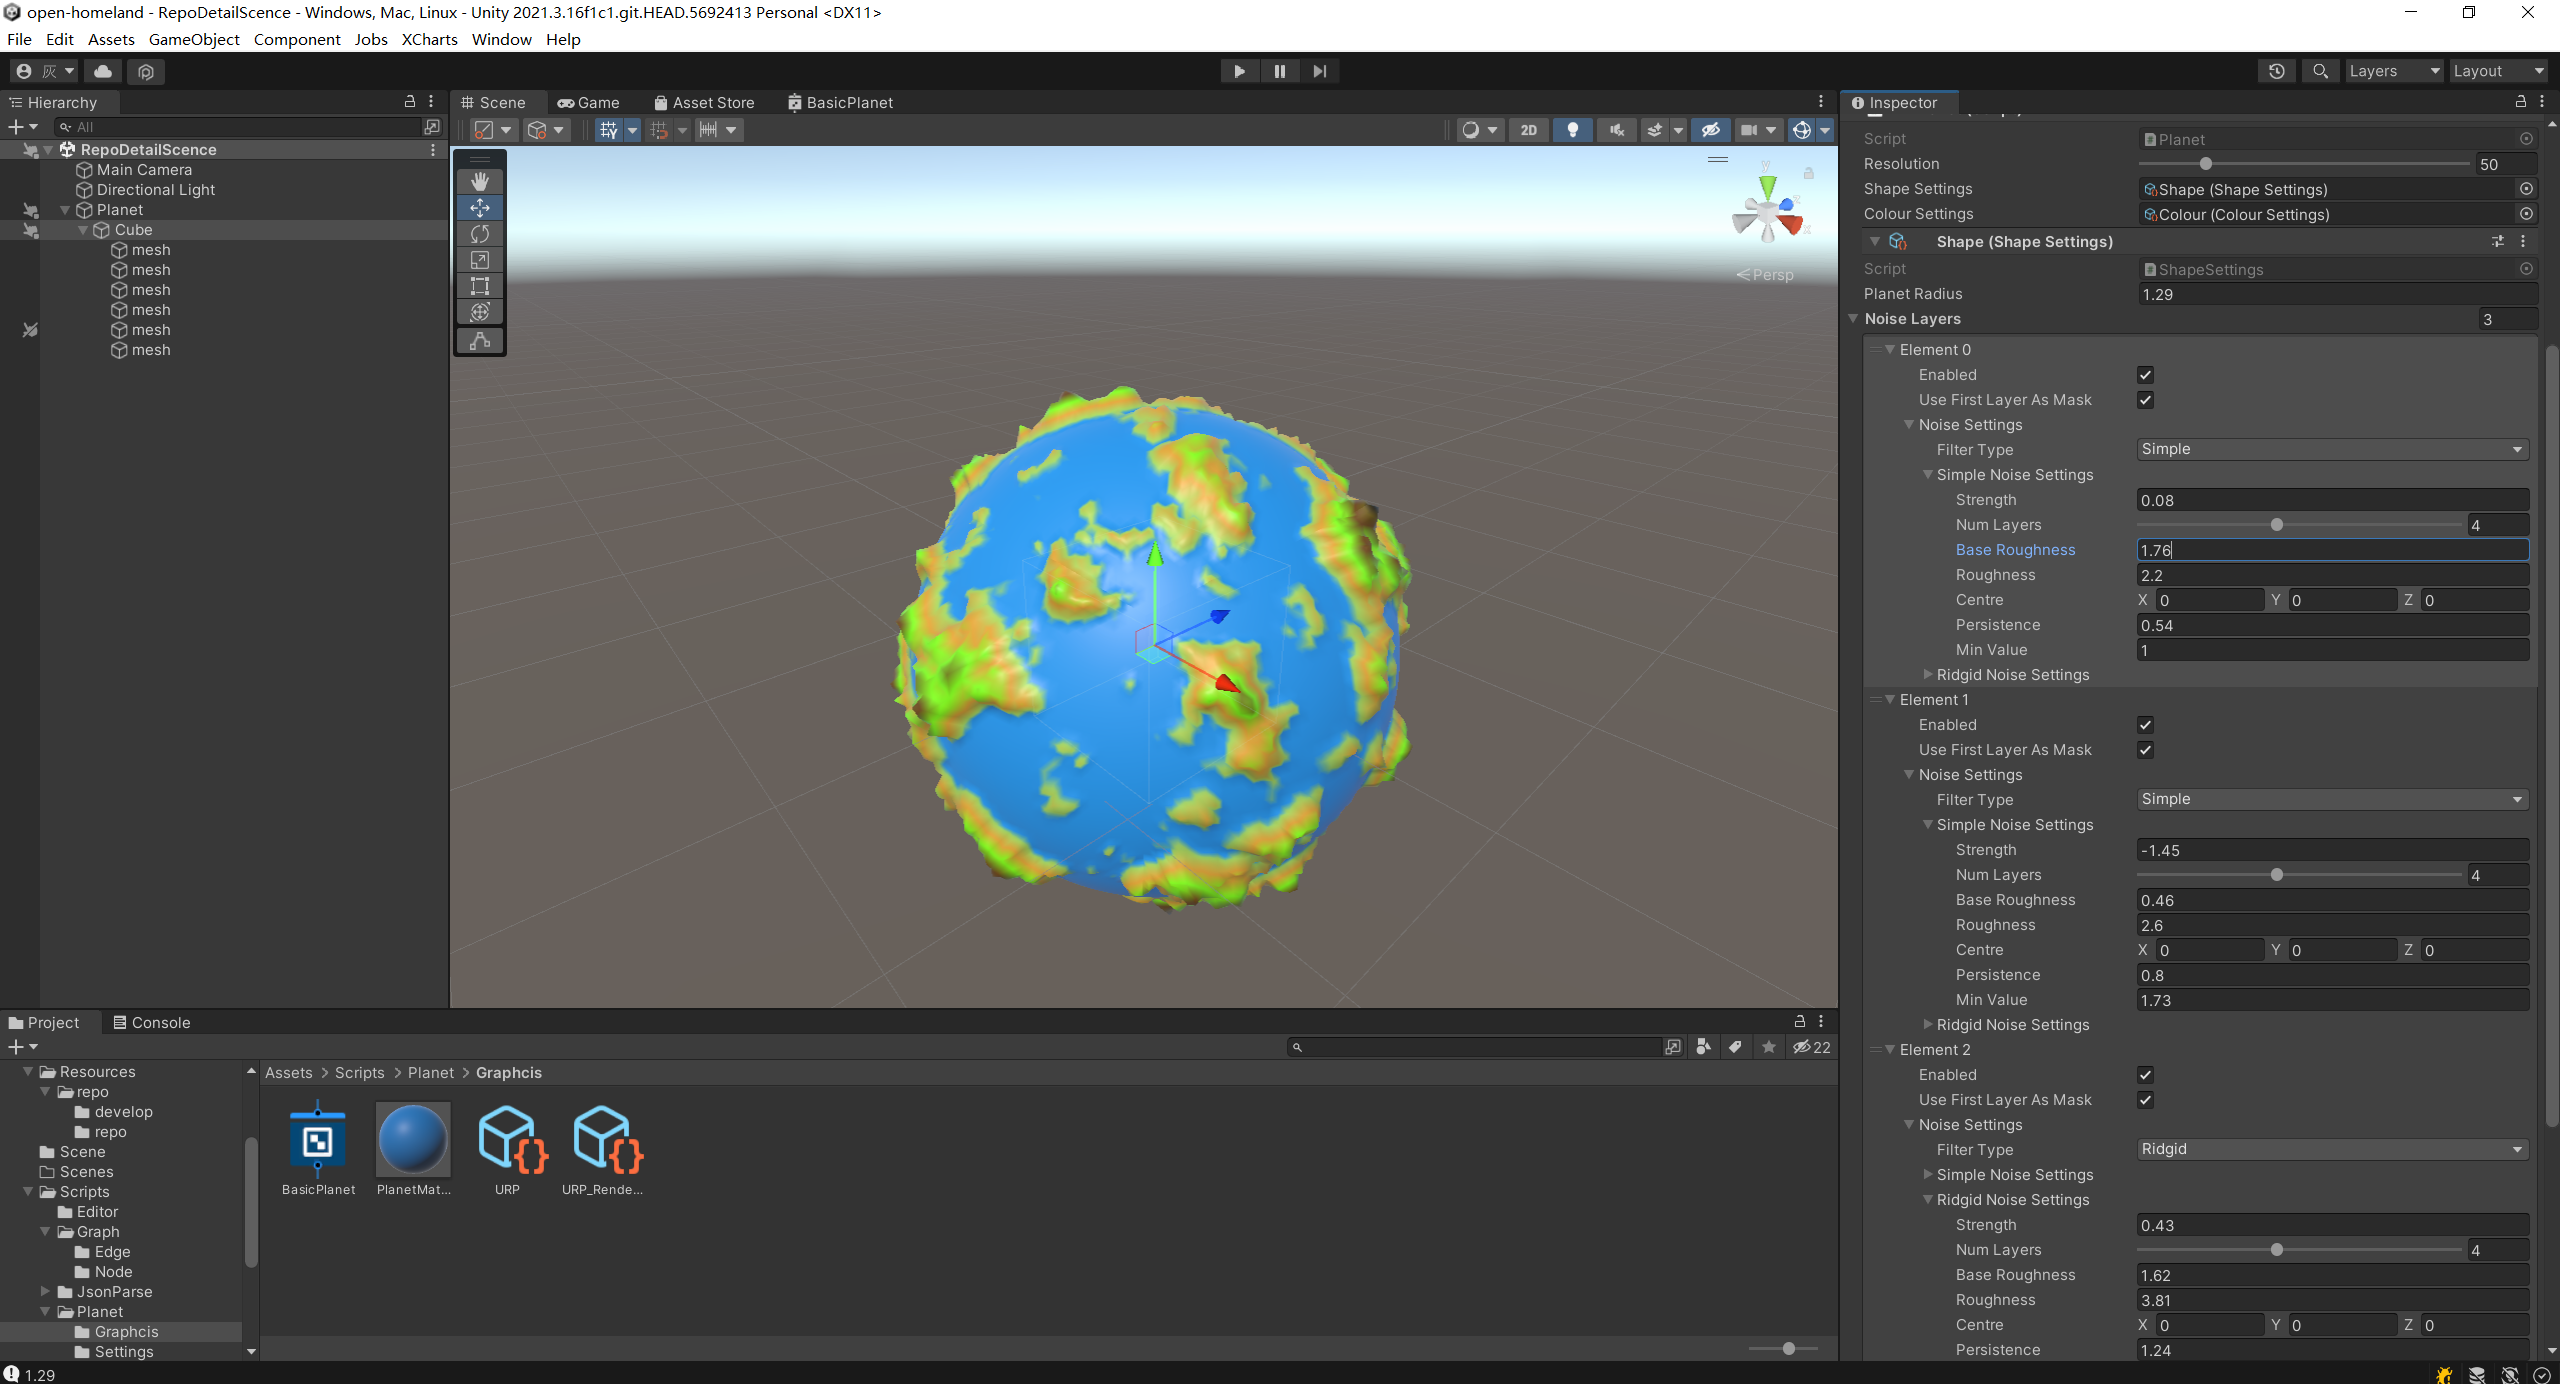 open-homeland - RepoDetailScence - Windows, Mac, Linux - Unity 2021.3.16f1c1.git.HEAD.5692413 Personal <DX11>
File Edit Assets GameObject Component Jobs XCharts Window Help
灰 Layers Layout
Hierarchy
All
RepoDetailScence
Main Camera
Directional Light
Planet
Cube
mesh
mesh
mesh
mesh
mesh
mesh
Scene Game Asset Store BasicPlanet
2D
y
z
x
Persp
Inspector
Script Planet
Resolution 50
Shape Settings Shape (Shape Settings)
Colour Settings Colour (Colour Settings)
Shape (Shape Settings)
Script ShapeSettings
Planet Radius 1.29
Noise Layers 3
Element 0
Enabled
Use First Layer As Mask
Noise Settings
Filter Type Simple
Simple Noise Settings
Strength 0.08
Num Layers 4
Base Roughness 1.76
Roughness 2.2
Centre X 0 Y 0 Z 0
Persistence 0.54
Min Value 1
Ridgid Noise Settings
Element 1
Enabled
Use First Layer As Mask
Noise Settings
Filter Type Simple
Simple Noise Settings
Strength -1.45
Num Layers 4
Base Roughness 0.46
Roughness 2.6
Centre X 0 Y 0 Z 0
Persistence 0.8
Min Value 1.73
Ridgid Noise Settings
Element 2
Enabled
Use First Layer As Mask
Noise Settings
Filter Type Ridgid
Simple Noise Settings
Ridgid Noise Settings
Strength 0.43
Num Layers 4
Base Roughness 1.62
Roughness 3.81
Centre X 0 Y 0 Z 0
Persistence 1.24
Project Console
22
Resources
repo
develop
repo
Scene
Scenes
Scripts
Editor
Graph
Edge
Node
JsonParse
Planet
Graphcis
Settings
Assets > Scripts > Planet > Graphcis
BasicPlanet PlanetMat... URP URP_Rende...
1.29